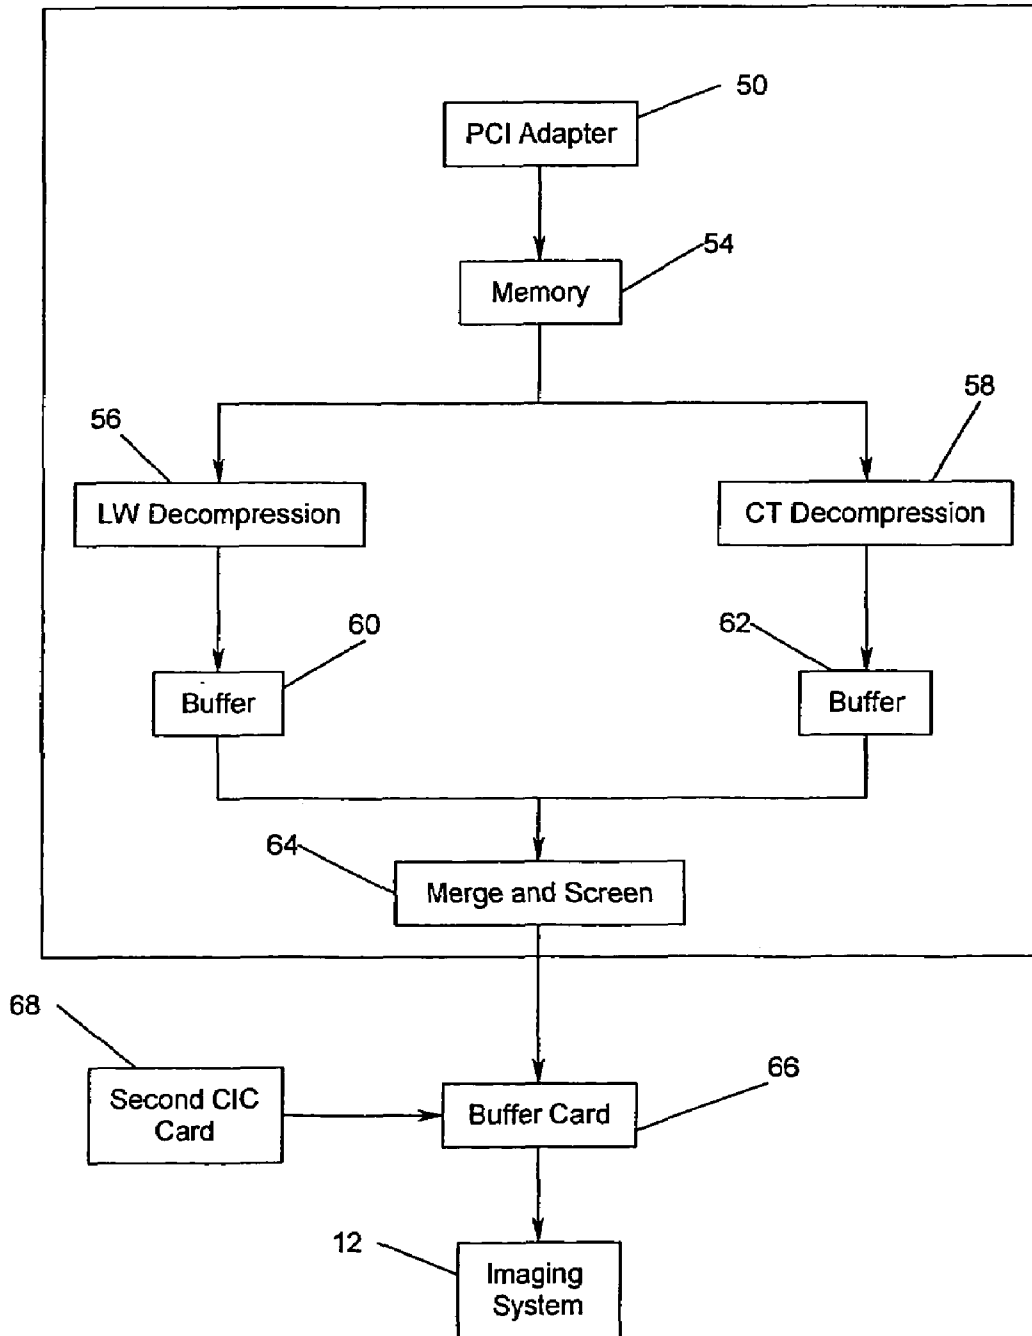 50
PCI Adapter
54
Memory
56
58
LW Decompression
CT Decompression
60
62
Buffer
Buffer
64
Merge and Screen
68
66
Second CIC
Card
Buffer Card
12
Imaging
System